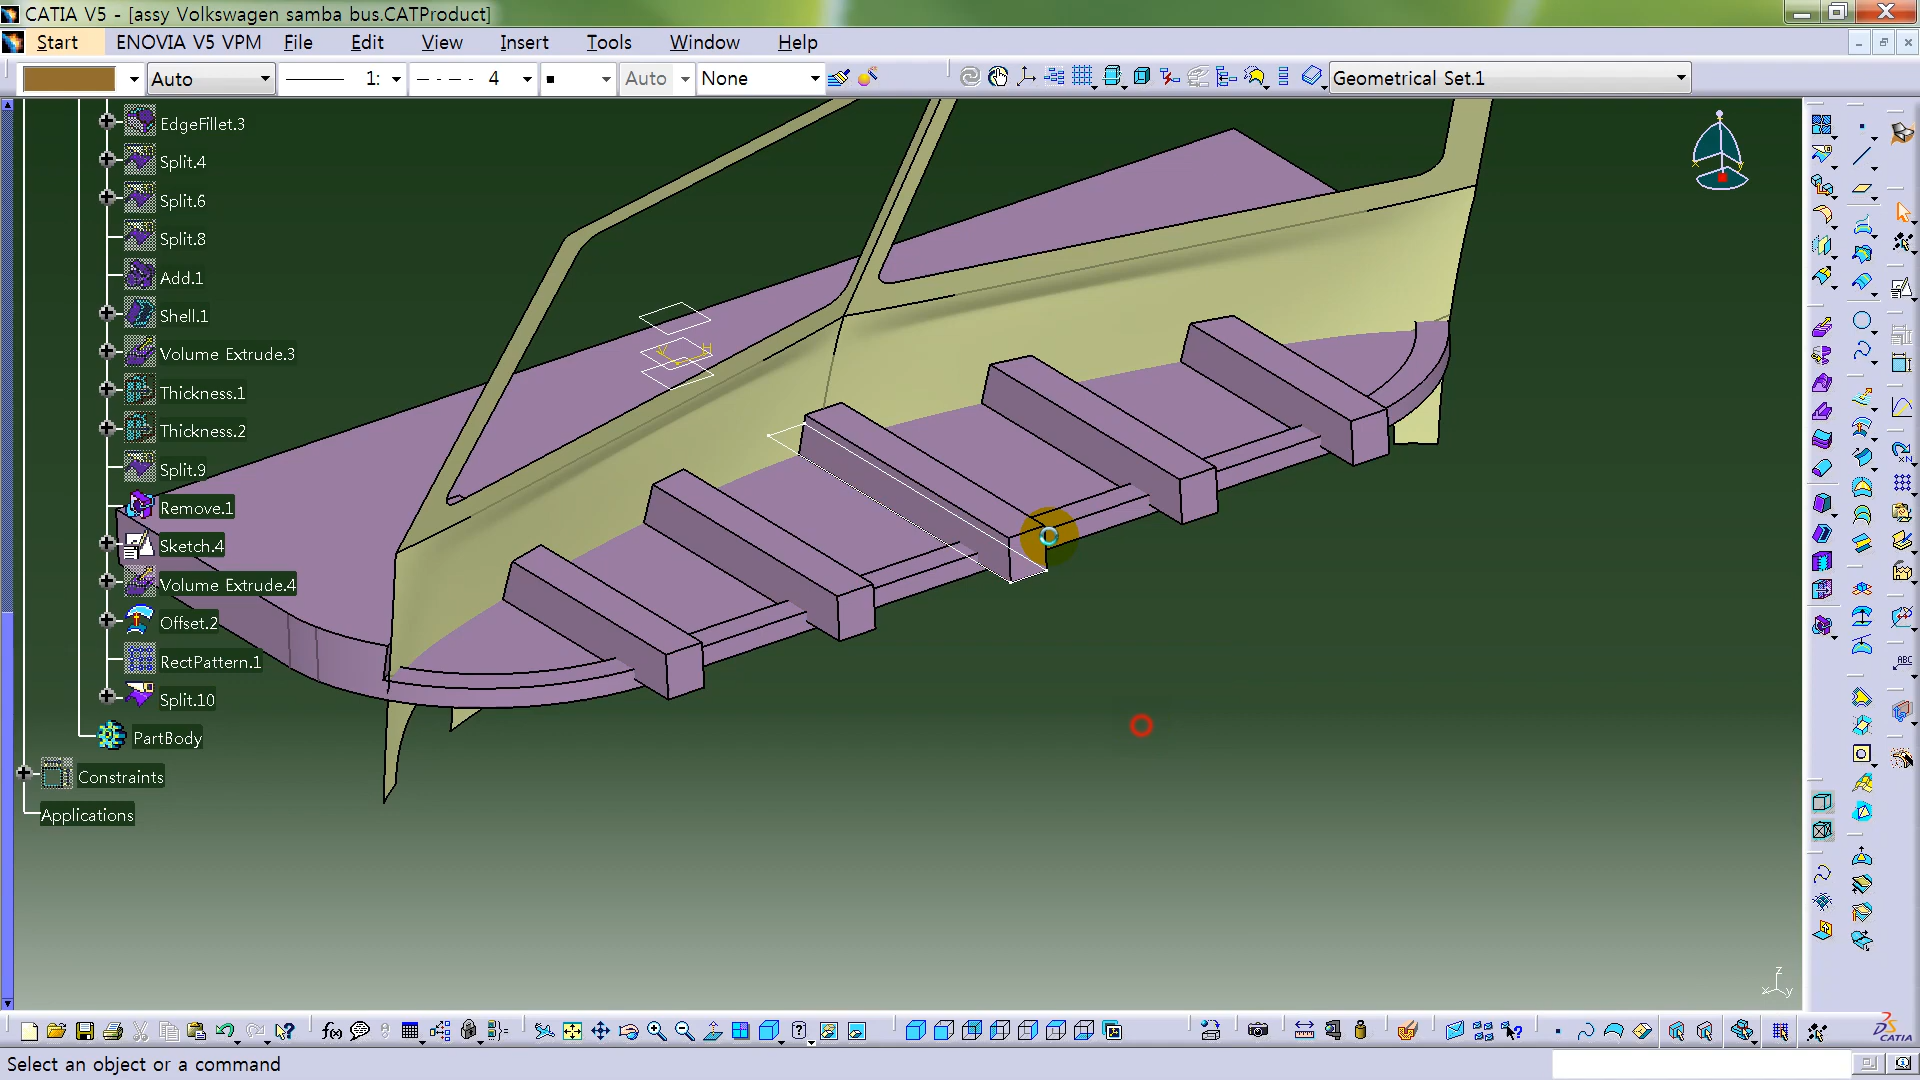 CATIA V5 - [assy Volkswagen samba bus.CATProduct]
Start ENOVIA V5 VPM File Edit View Insert Tools Window Help
Auto 1: 4 Auto None Geometrical Set.1
EdgeFillet.3
Split.4
Split.6
Split.8
Add.1
Shell.1
Volume Extrude.3
Thickness.1
Thickness.2
Split.9
Remove.1
Sketch.4
Volume Extrude.4
Offset.2
RectPattern.1
Split.10
PartBody
Constraints
Applications
H
z
x y
ABC
f(x)
CATIA
Select an object or a command